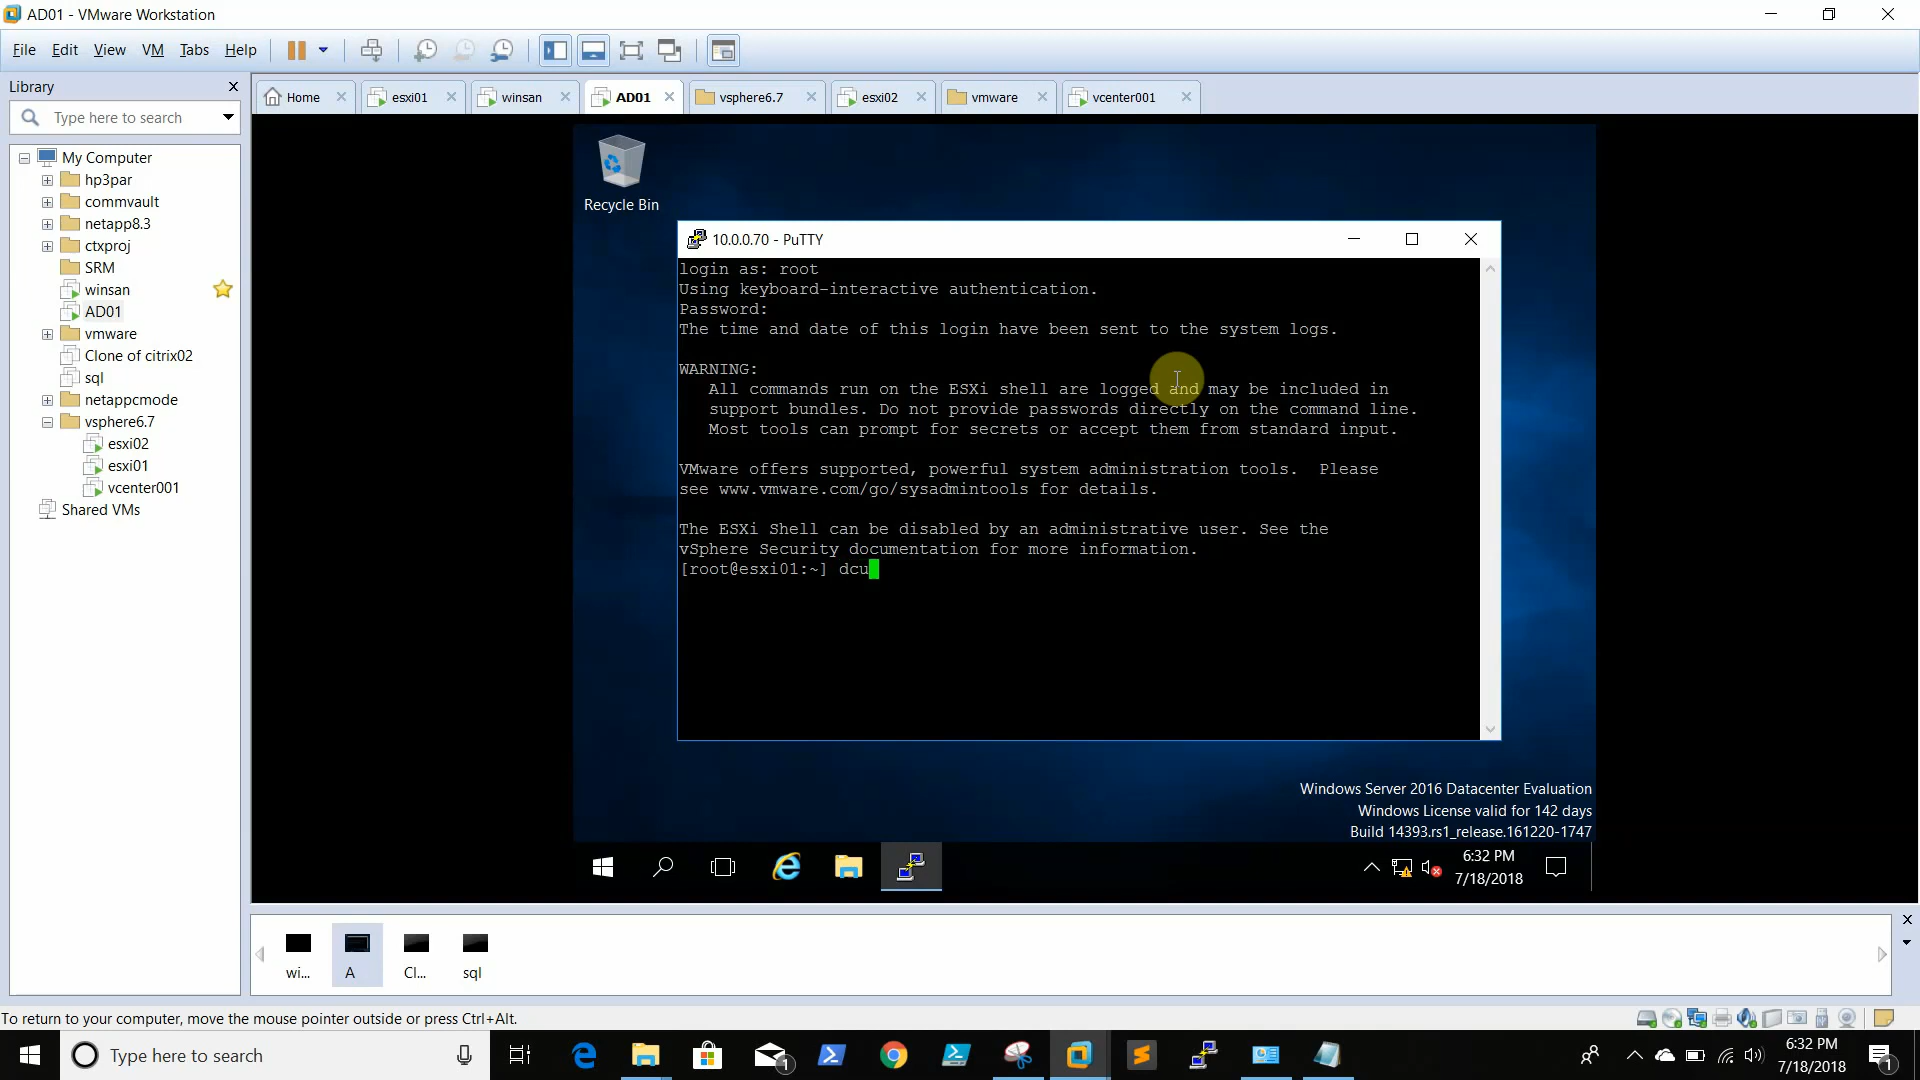 AD01 - VMware Workstation
File Edit View VM Tabs Help
Library
Type here to search
My Computer
hp3par
commvault
netapp8.3
ctxproj
SRM
winsan
AD01
vmware
Clone of citrix02
sql
netappcmode
vsphere6.7
esxi02
esxi01
vcenter001
Shared VMs
Home
esxi01
winsan
AD01
vsphere6.7
esxi02
vmware
vcenter001
Recycle Bin
10.0.0.70 - PuTTY
login as: root
Using keyboard-interactive authentication.
Password:
The time and date of this login have been sent to the system logs.
WARNING:
All commands run on the ESXi shell are logged and may be included in
support bundles. Do not provide passwords directly on the command line.
Most tools can prompt for secrets or accept them from standard input.
VMware offers supported, powerful system administration tools.  Please
see www.vmware.com/go/sysadmintools for details.
The ESXi Shell can be disabled by an administrative user. See the
vSphere Security documentation for more information.
[root@esxi01:~] dcu
Windows Server 2016 Datacenter Evaluation
Windows License valid for 142 days
Build 14393.rs1_release.161220-1747
6:32 PM
7/18/2018
wi...
A
Cl...
sql
To return to your computer, move the mouse pointer outside or press Ctrl+Alt.
Type here to search
1
6:32 PM
7/18/2018
1